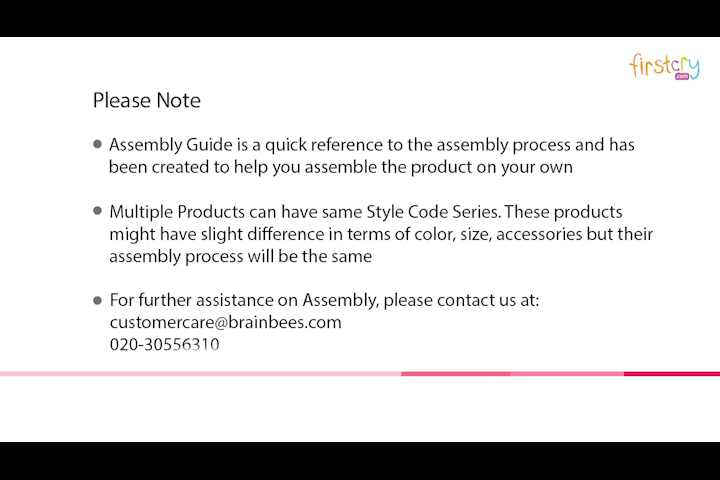 firstcry
.com
Please Note
Assembly Guide is a quick reference to the assembly process and has
been created to help you assemble the product on your own
Multiple Products can have same Style Code Series. These products
might have slight difference in terms of color, size, accessories but their
assembly process will be the same
For further assistance on Assembly, please contact us at:
customercare@brainbees.com
020-30556310